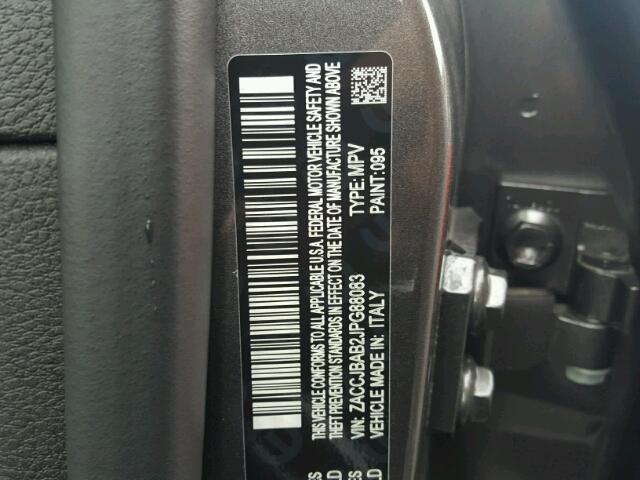 THIS VEHICLE CONFORMS TO ALL APPLICABLE U.S.A. FEDERAL MOTOR VEHICLE SAFETY AND
THEFT PREVENTION STANDARDS IN EFFECT ON THE DATE OF MANUFACTURE SHOWN ABOVE
VIN: ZACCJBAB2JPG88083 TYPE: MPV
VEHICLE MADE IN: ITALY PAINT: 095